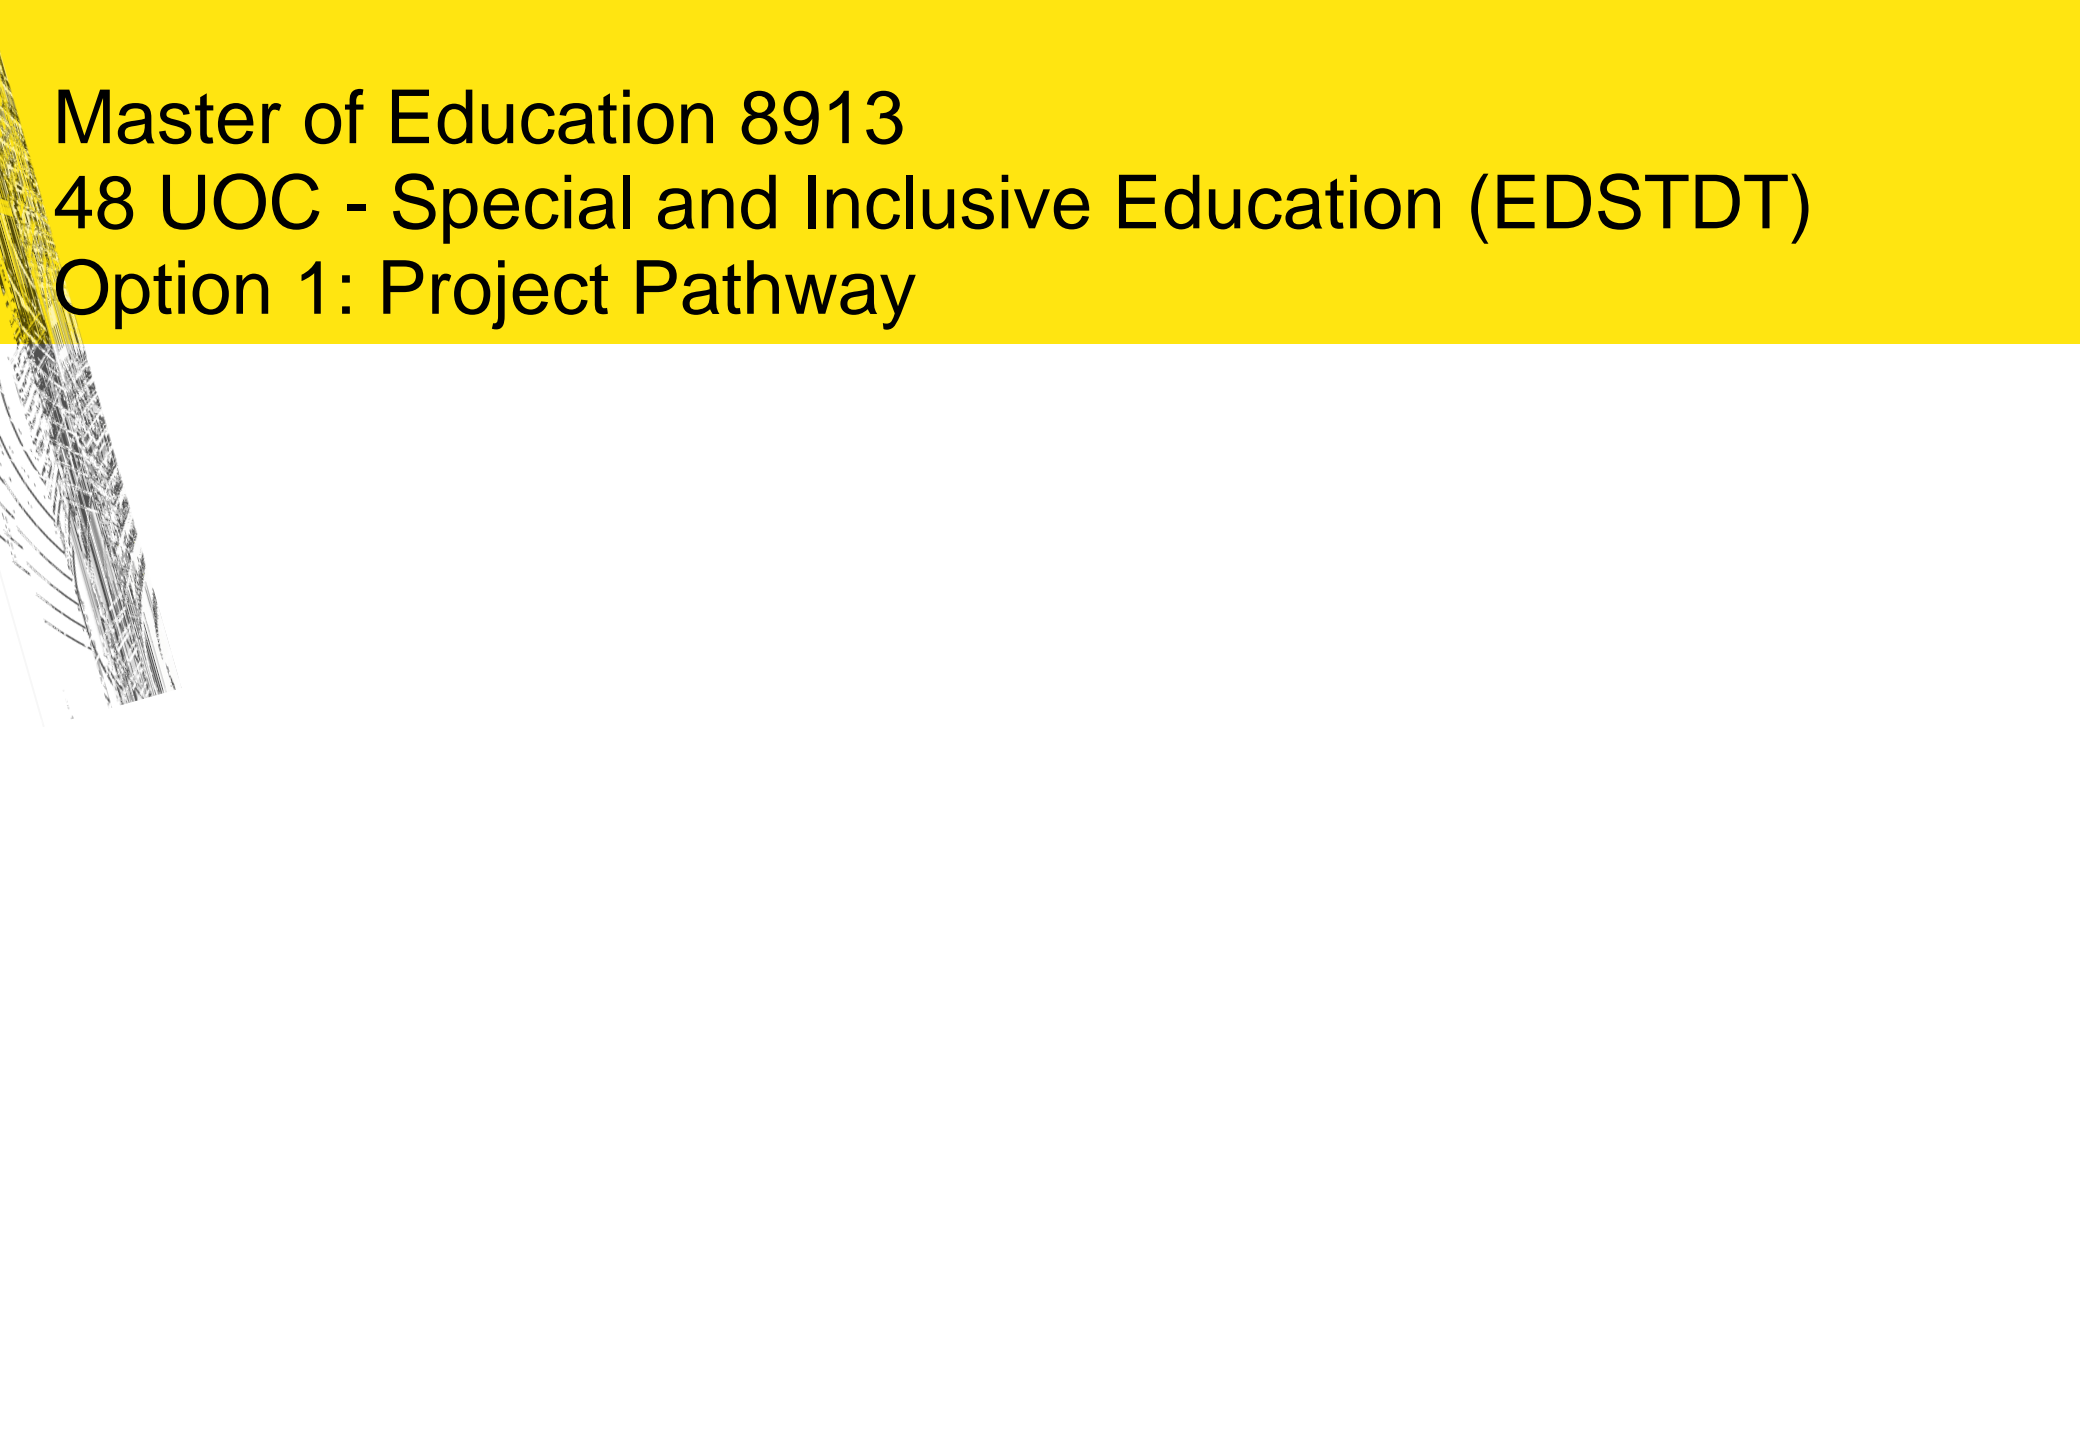 Master of Education 8913
48 UOC - Special and Inclusive Education (EDSTDT)
Option 1: Project Pathway